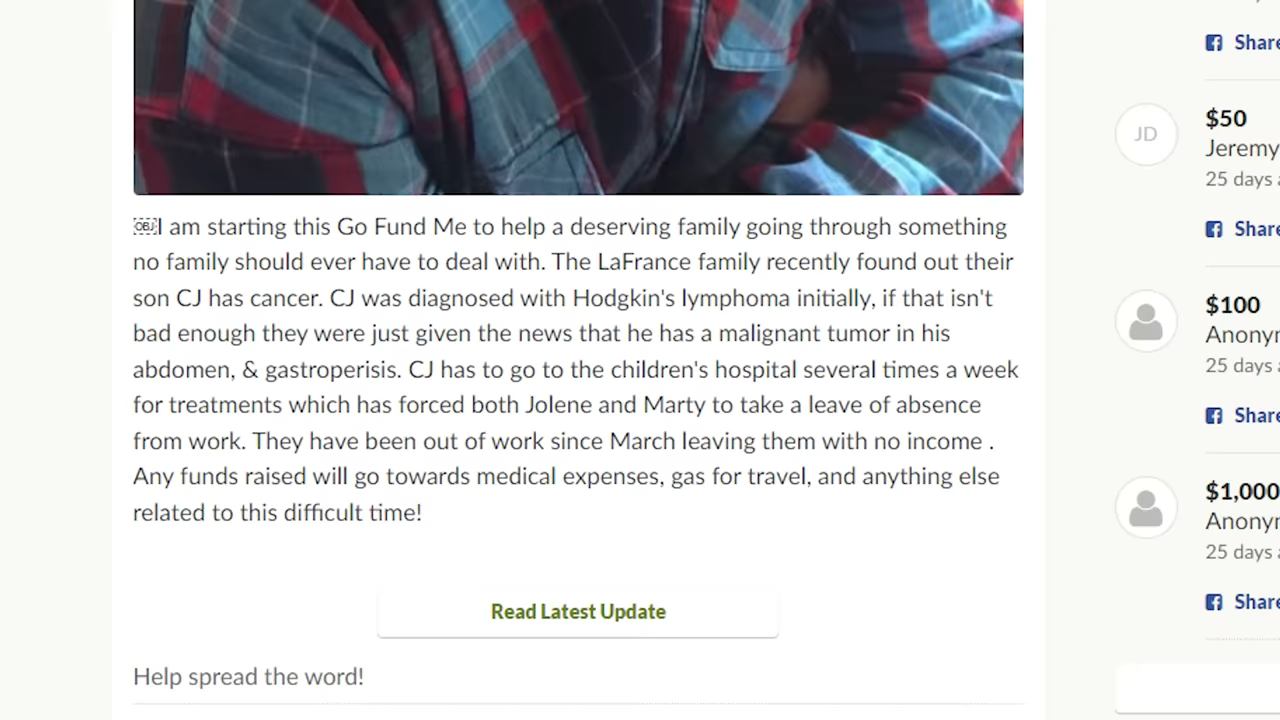 I am starting this Go Fund Me to help a deserving family going through something
no family should ever have to deal with. The LaFrance family recently found out their
son CJ has cancer. CJ was diagnosed with Hodgkin's lymphoma initially, if that isn't
bad enough they were just given the news that he has a malignant tumor in his
abdomen, & gastroperisis. CJ has to go to the children's hospital several times a week
for treatments which has forced both Jolene and Marty to take a leave of absence
from work. They have been out of work since March leaving them with no income .
Any funds raised will go towards medical expenses, gas for travel, and anything else
related to this difficult time!
Read Latest Update
Help spread the word!
Share
JD
$50
Jeremy
25 days
Share
$100
25 days
Share
$1,000
25 days
Share